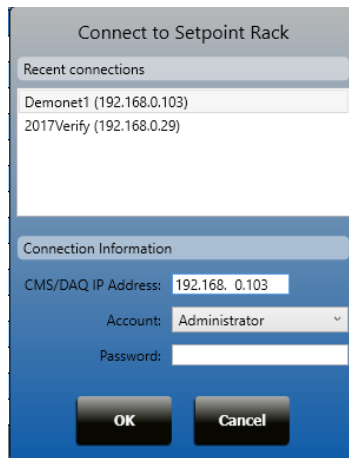 Connect to Setpoint Rack
Recent connections
Demonet1 (192.168.0.103)
2017Verify (192.168.0.29)
Connection Information
CMS/DAQ IP Address: 192.168. 0.103
Account: Administrator
Password:
OK Cancel